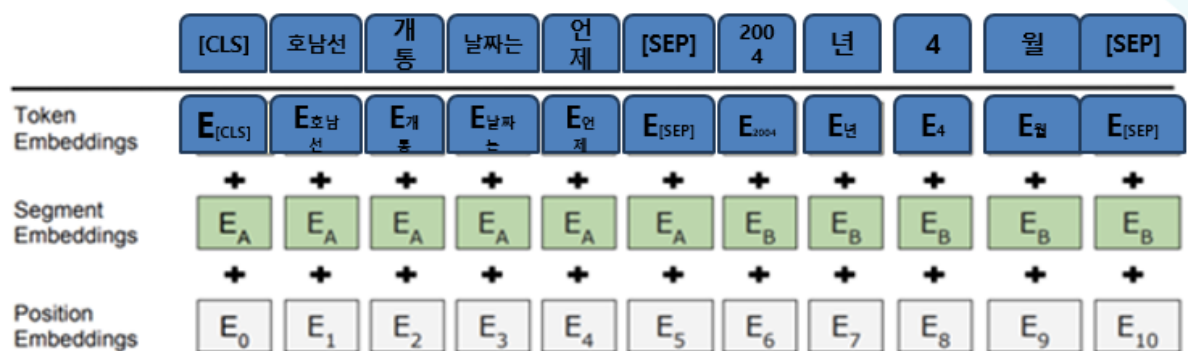 [CLS] 호남선 개통 날짜는 언제 [SEP] 2004 년 4 월 [SEP]
Token Embeddings E[CLS] E호남선 E개통 E날짜는 E언제 E[SEP] E2004 E년 E4 E월 E[SEP]
+ + + + + + + + + + +
Segment Embeddings EA EA EA EA EA EA EB EB EB EB EB
+ + + + + + + + + + +
Position Embeddings E0 E1 E2 E3 E4 E5 E6 E7 E8 E9 E10